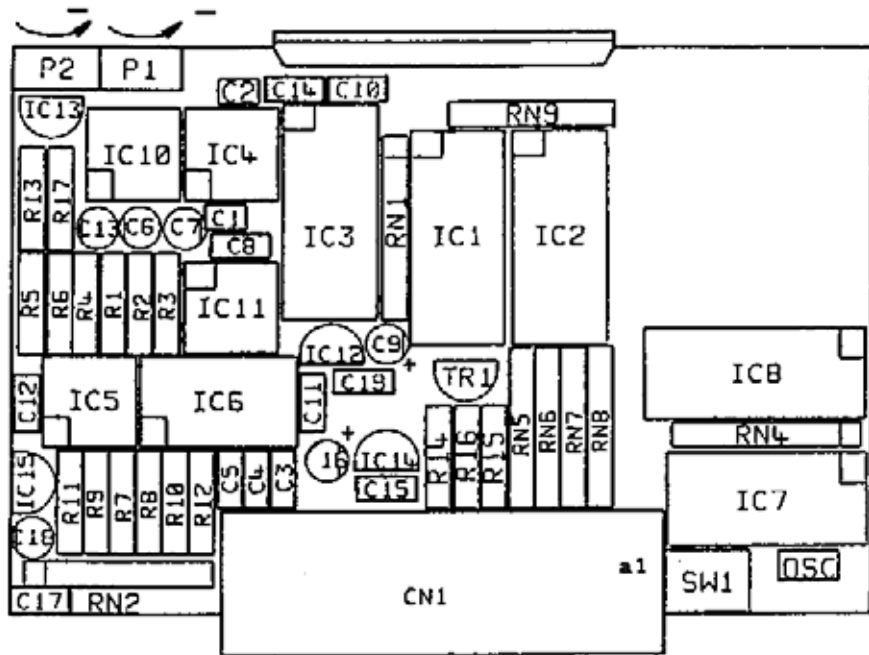 P2 P1
C2 C14 C10
IC13
RN9
IC10 IC4
R13 R17
IC3
RN1
IC1 IC2
C13 C6 C7 C1
C8
R5 R6 R4 R1 R2 R3
IC11
IC12 C9
+
IC8
C12 IC5 IC6 C11 C19
TR1
RN4
R14 R16 R15 RN5 RN6 RN7 RN8
+
16 IC14
IC15
R11 R9 R7 R8 R10 R12 C5 C4 C3
C15
IC7
C18
a1
OSC
SW1
CN1
C17 RN2